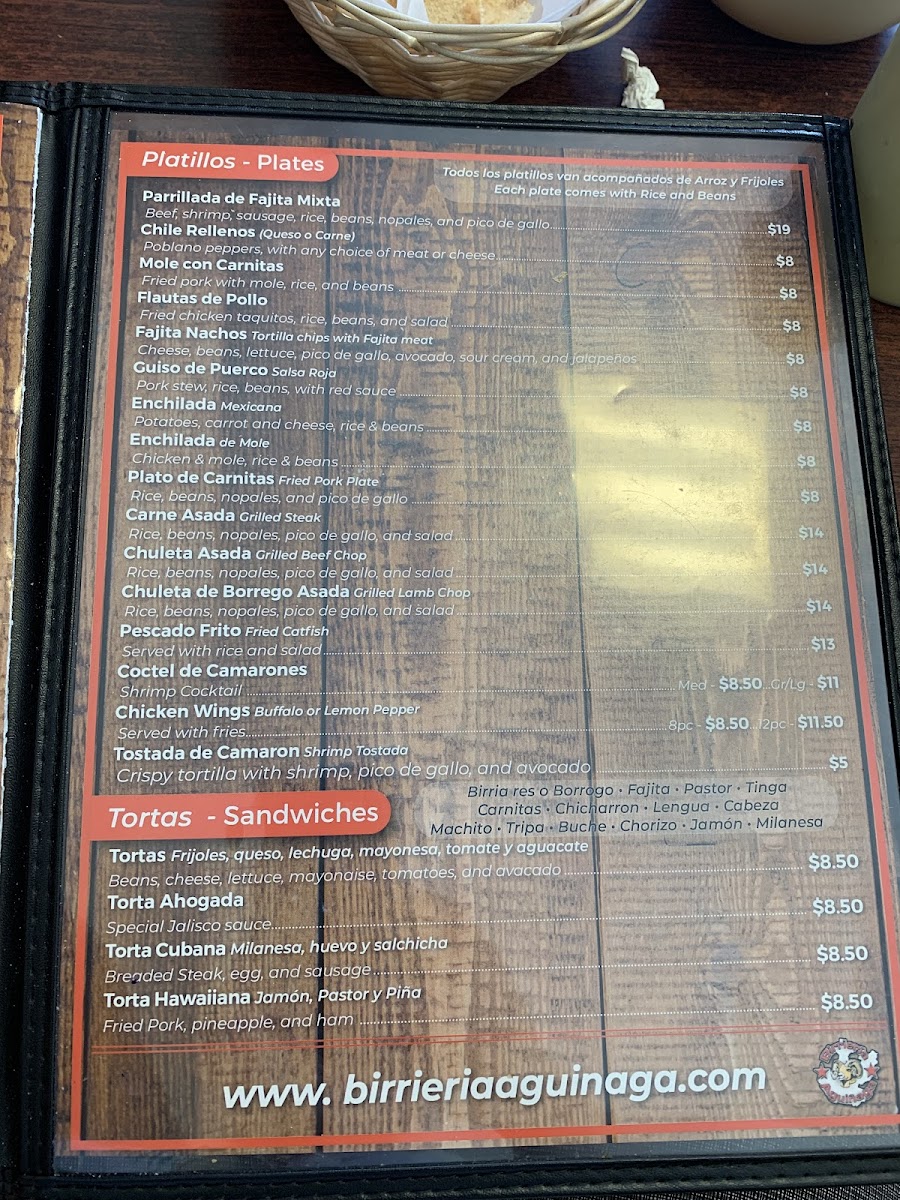 Platillos - Plates
Todos los platillos van acompañados de Arroz y Frijoles
Each plate comes with Rice and Beans
Parrillada de Fajita Mixta
Beef, shrimp, sausage, rice, beans, nopales, and pico de gallo $19
Chile Rellenos (Queso o Carne)
Poblano peppers, with any choice of meat or cheese $8
Mole con Carnitas
Fried pork with mole, rice, and beans $8
Flautas de Pollo
Fried chicken taquitos, rice, beans, and salad $8
Fajita Nachos Tortilla chips with Fajita meat
Cheese, beans, lettuce, pico de gallo, avocado, sour cream, and jalapeños $8
Guiso de Puerco Salsa Roja
Pork stew, rice, beans, with red sauce $8
Enchilada Mexicana
Potatoes, carrot and cheese, rice & beans $8
Enchilada de Mole
Chicken & mole, rice & beans $8
Plato de Carnitas Fried Pork Plate
Rice, beans, nopales, and pico de gallo $8
Carne Asada Grilled Steak
Rice, beans, nopales, pico de gallo, and salad $14
Chuleta Asada Grilled Beef Chop
Rice, beans, nopales, pico de gallo, and salad $14
Chuleta de Borrego Asada Grilled Lamb Chop
Rice, beans, nopales, pico de gallo, and salad $14
Pescado Frito Fried Catfish
Served with rice and salad $13
Coctel de Camarones
Shrimp Cocktail Med - $8.50...Gr/Lg - $11
Chicken Wings Buffalo or Lemon Pepper
Served with fries 8pc - $8.50...12pc - $11.50
Tostada de Camaron Shrimp Tostada
Crispy tortilla with shrimp, pico de gallo, and avocado $5
Tortas - Sandwiches
Birria res o Borrogo • Fajita • Pastor • Tinga
Carnitas • Chicharron • Lengua • Cabeza
Machito • Tripa • Buche • Chorizo • Jamón • Milanesa
Tortas Frijoles, queso, lechuga, mayonesa, tomate y aguacate
Beans, cheese, lettuce, mayonaise, tomatoes, and avacado $8.50
Torta Ahogada
Special Jalisco sauce $8.50
Torta Cubana Milanesa, huevo y salchicha
Breaded Steak, egg, and sausage $8.50
Torta Hawaiiana Jamón, Pastor y Piña
Fried Pork, pineapple, and ham $8.50
www. birrieriaaguinaga.com
Aguinaga